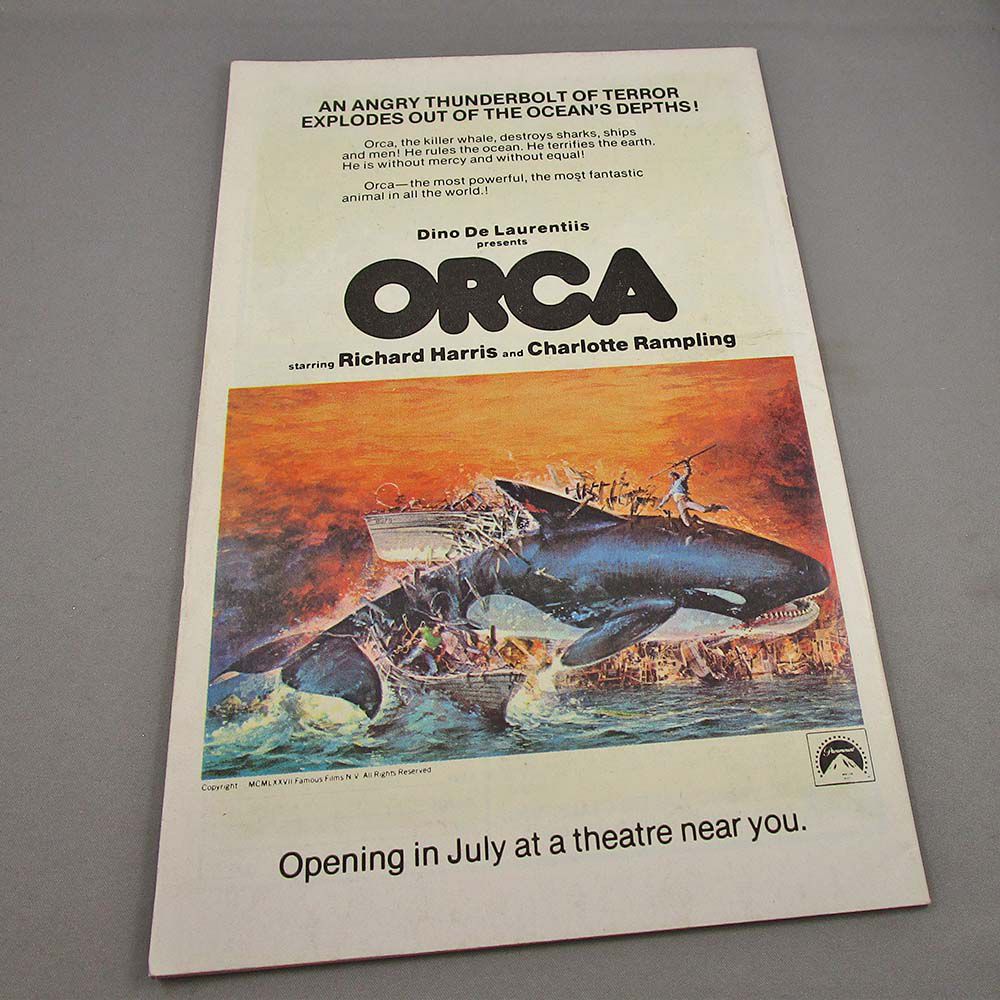 AN ANGRY THUNDERBOLT OF TERROR
EXPLODES OUT OF THE OCEAN'S DEPTHS!
Orca, the killer whale, destroys sharks, ships
and men! He rules the ocean. He terrifies the earth.
He is without mercy and without equal!
Orca—the most powerful, the most fantastic
animal in all the world.!
Dino De Laurentiis
presents
ORCA
starring Richard Harris and Charlotte Rampling
Copyright MCMLXXVII Famous Films N.V. All Rights Reserved
Paramount
Opening in July at a theatre near you.